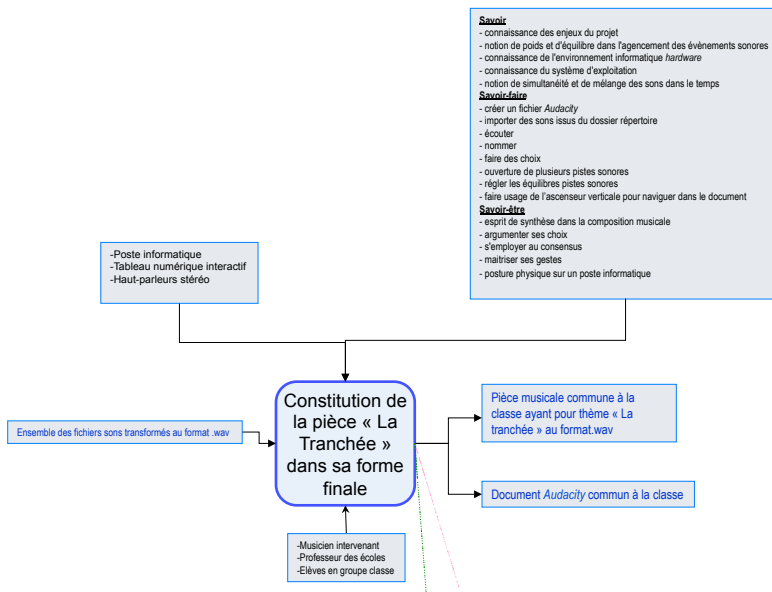 Savoir
- connaissance des enjeux du projet
- notion de poids et d'équilibre dans l'agencement des évènements sonores
- connaissance de l'environnement informatique hardware
- connaissance du système d'exploitation
- notion de simultanéité et de mélange des sons dans le temps
Savoir-faire
- créer un fichier Audacity
- importer des sons issus du dossier répertoire
- écouter
- nommer
- faire des choix
- ouverture de plusieurs pistes sonores
- régler les équilibres pistes sonores
- faire usage de l'ascenseur verticale pour naviguer dans le document
Savoir-être
- esprit de synthèse dans la composition musicale
- argumenter ses choix
- s'employer au consensus
- maitriser ses gestes
- posture physique sur un poste informatique
-Poste informatique
-Tableau numérique interactif
-Haut-parleurs stéréo
Ensemble des fichiers sons transformés au format .wav
Constitution de
la pièce « La
Tranchée »
dans sa forme
finale
Pièce musicale commune à la
classe ayant pour thème « La
tranchée » au format.wav
Document Audacity commun à la classe
-Musicien intervenant
-Professeur des écoles
-Elèves en groupe classe